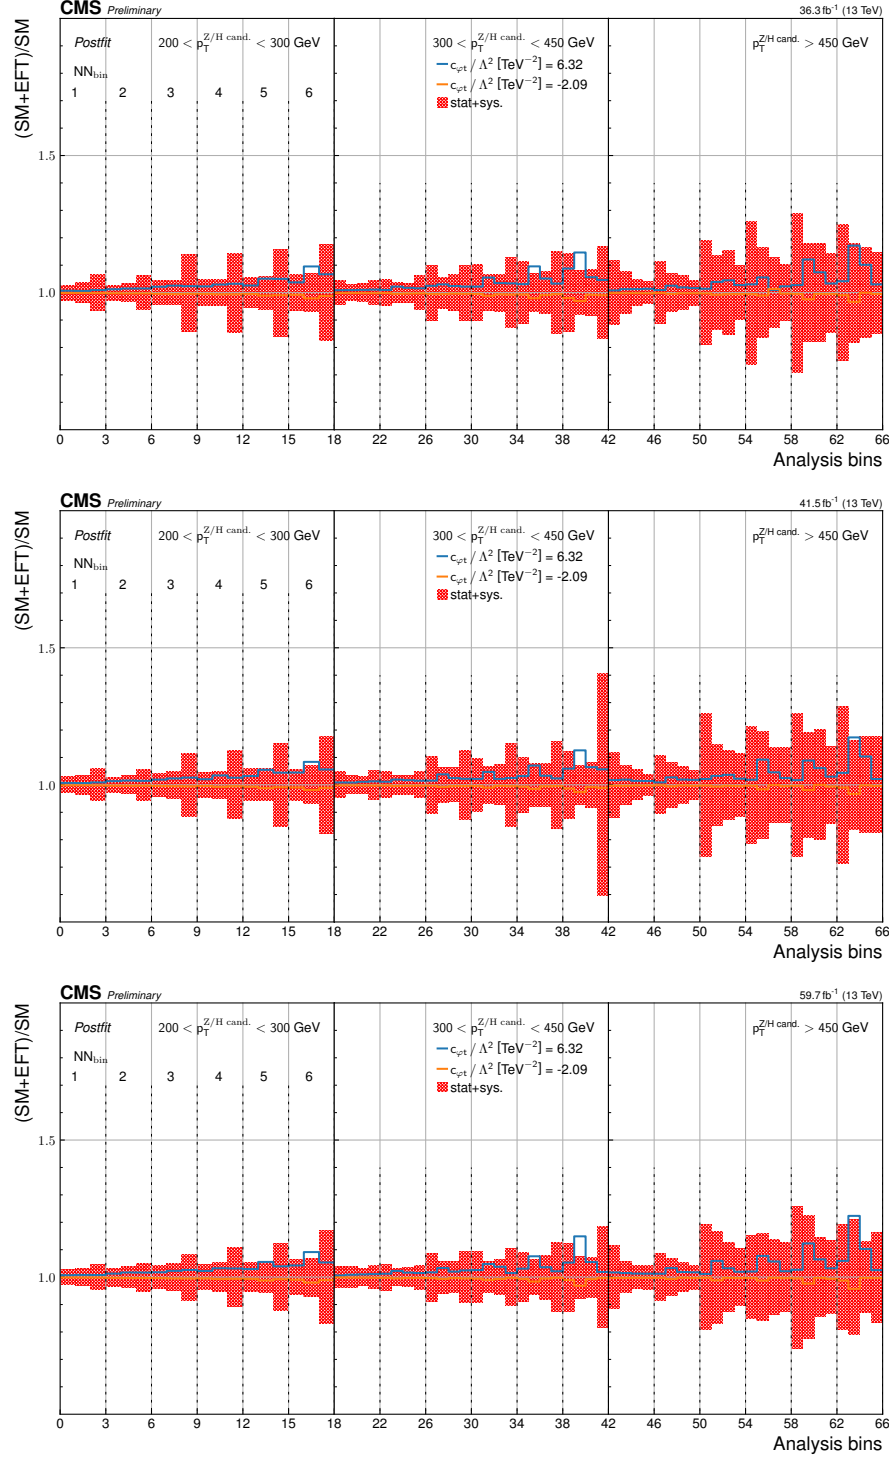 CMS Preliminary 36.3 fb⁻¹ (13 TeV)
(SM+EFT)/SM
Postfit 200 < p_T^{Z/H cand.} < 300 GeV 300 < p_T^{Z/H cand.} < 450 GeV p_T^{Z/H cand.} > 450 GeV
NN_bin
c_φt / Λ² [TeV⁻²] = 6.32
c_φt / Λ² [TeV⁻²] = -2.09
stat+sys.
1 2 3 4 5 6
1.5
1.0
0 3 6 9 12 15 18 22 26 30 34 38 42 46 50 54 58 62 66
Analysis bins
CMS Preliminary 41.5 fb⁻¹ (13 TeV)
(SM+EFT)/SM
Postfit 200 < p_T^{Z/H cand.} < 300 GeV 300 < p_T^{Z/H cand.} < 450 GeV p_T^{Z/H cand.} > 450 GeV
NN_bin
c_φt / Λ² [TeV⁻²] = 6.32
c_φt / Λ² [TeV⁻²] = -2.09
stat+sys.
1 2 3 4 5 6
1.5
1.0
0 3 6 9 12 15 18 22 26 30 34 38 42 46 50 54 58 62 66
Analysis bins
CMS Preliminary 59.7 fb⁻¹ (13 TeV)
(SM+EFT)/SM
Postfit 200 < p_T^{Z/H cand.} < 300 GeV 300 < p_T^{Z/H cand.} < 450 GeV p_T^{Z/H cand.} > 450 GeV
NN_bin
c_φt / Λ² [TeV⁻²] = 6.32
c_φt / Λ² [TeV⁻²] = -2.09
stat+sys.
1 2 3 4 5 6
1.5
1.0
0 3 6 9 12 15 18 22 26 30 34 38 42 46 50 54 58 62 66
Analysis bins